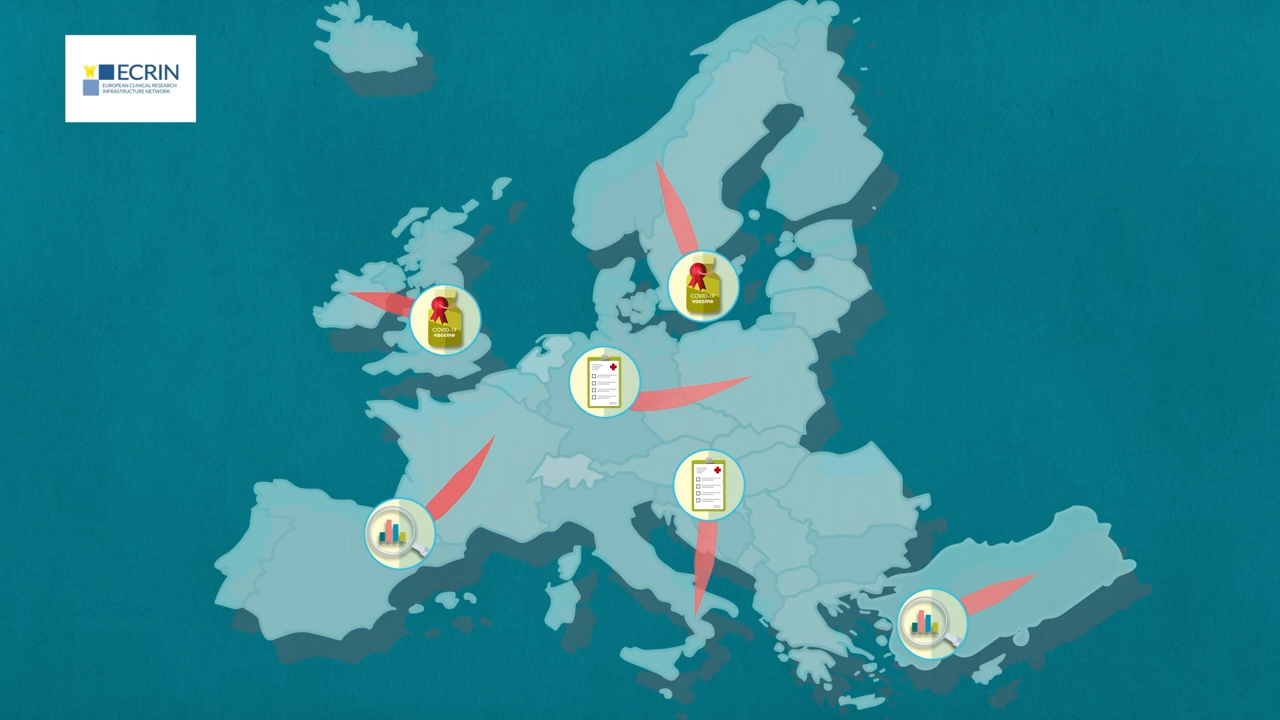 ECRIN
EUROPEAN CLINICAL RESEARCH
INFRASTRUCTURE NETWORK
COVID-19
vaccine
COVID-19
vaccine